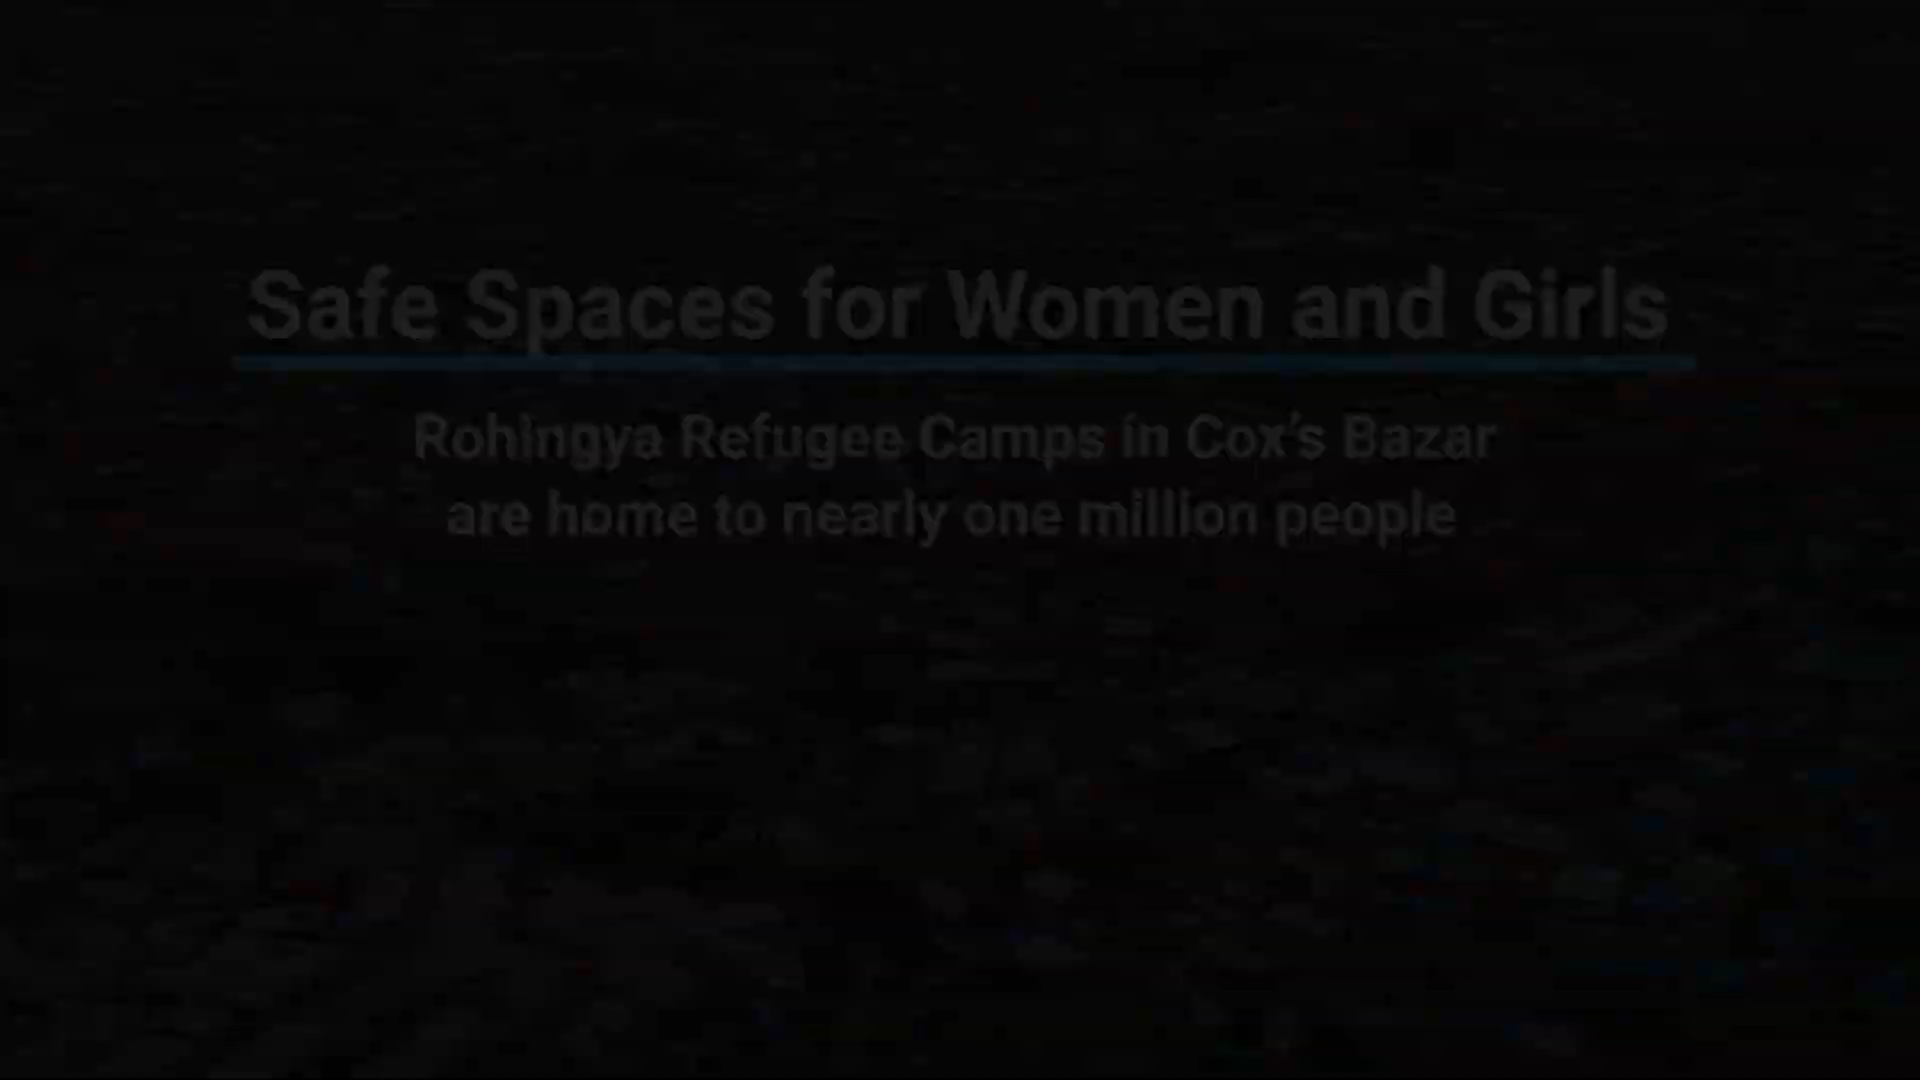 Safe Spaces for Women and Girls
Rohingya Refugee Camps in Cox's Bazar
are home to nearly one million people